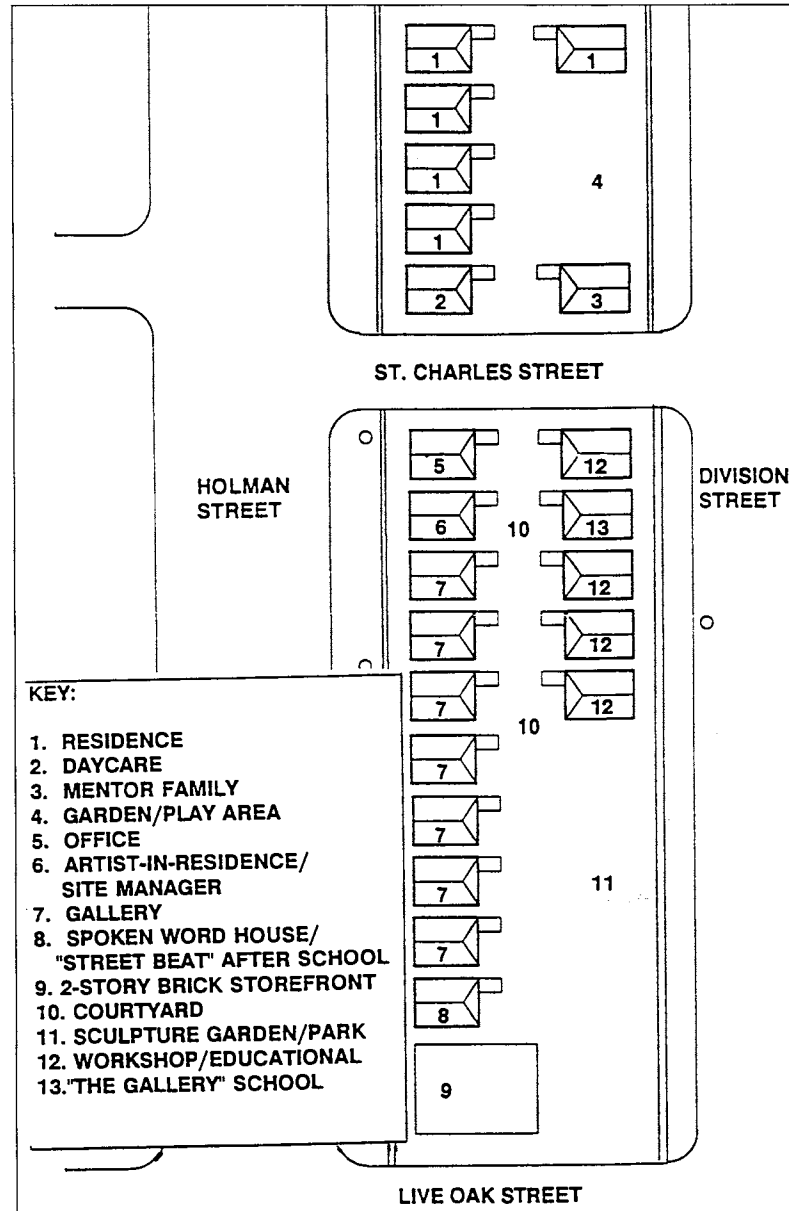 1 1
1
1 4
1
2 3
ST. CHARLES STREET
HOLMAN
STREET
DIVISION
STREET
5 12
6 10 13
7 12
7 12
7 12
10
7
7
7 11
7
8
9
KEY:
1. RESIDENCE
2. DAYCARE
3. MENTOR FAMILY
4. GARDEN/PLAY AREA
5. OFFICE
6. ARTIST-IN-RESIDENCE/
SITE MANAGER
7. GALLERY
8. SPOKEN WORD HOUSE/
"STREET BEAT" AFTER SCHOOL
9. 2-STORY BRICK STOREFRONT
10. COURTYARD
11. SCULPTURE GARDEN/PARK
12. WORKSHOP/EDUCATIONAL
13."THE GALLERY" SCHOOL
LIVE OAK STREET